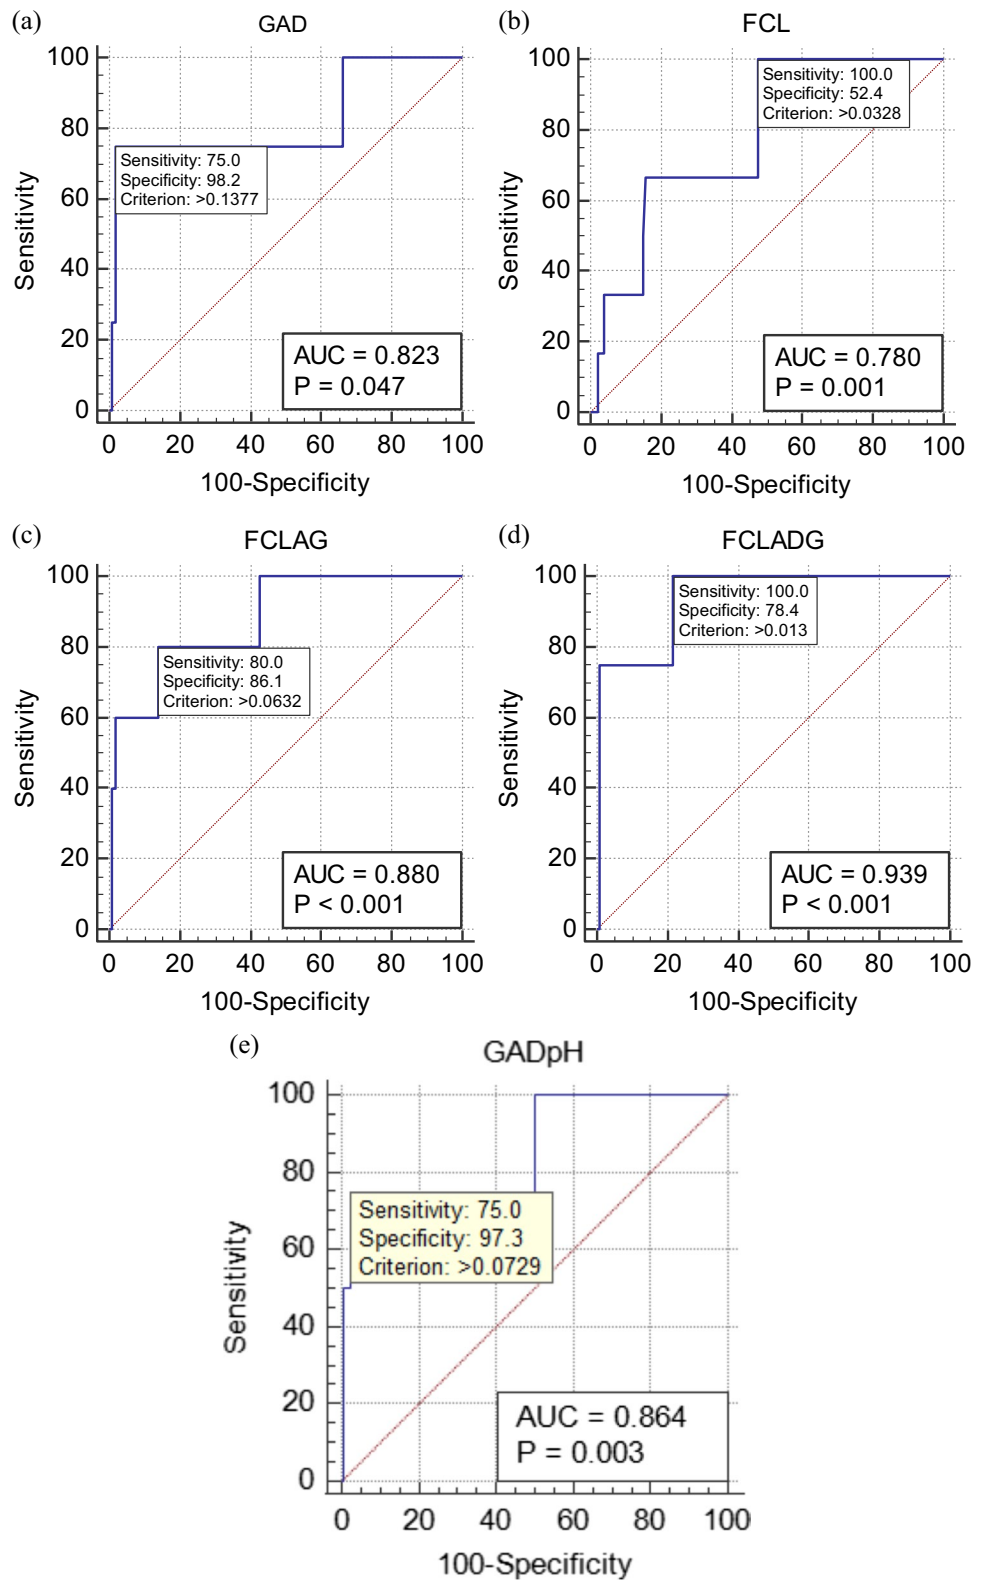 (a)
GAD
100
80
60
40
20
0
Sensitivity
Sensitivity: 75.0
Specificity: 98.2
Criterion: >0.1377
AUC = 0.823
P = 0.047
0 20 40 60 80 100
100-Specificity
(b)
FCL
100
80
60
40
20
0
Sensitivity
Sensitivity: 100.0
Specificity: 52.4
Criterion: >0.0328
AUC = 0.780
P = 0.001
0 20 40 60 80 100
100-Specificity
(c)
FCLAG
100
80
60
40
20
0
Sensitivity
Sensitivity: 80.0
Specificity: 86.1
Criterion: >0.0632
AUC = 0.880
P < 0.001
0 20 40 60 80 100
100-Specificity
(d)
FCLADG
100
80
60
40
20
0
Sensitivity
Sensitivity: 100.0
Specificity: 78.4
Criterion: >0.013
AUC = 0.939
P < 0.001
0 20 40 60 80 100
100-Specificity
(e)
GADpH
100
80
60
40
20
0
Sensitivity
Sensitivity: 75.0
Specificity: 97.3
Criterion: >0.0729
AUC = 0.864
P = 0.003
0 20 40 60 80 100
100-Specificity